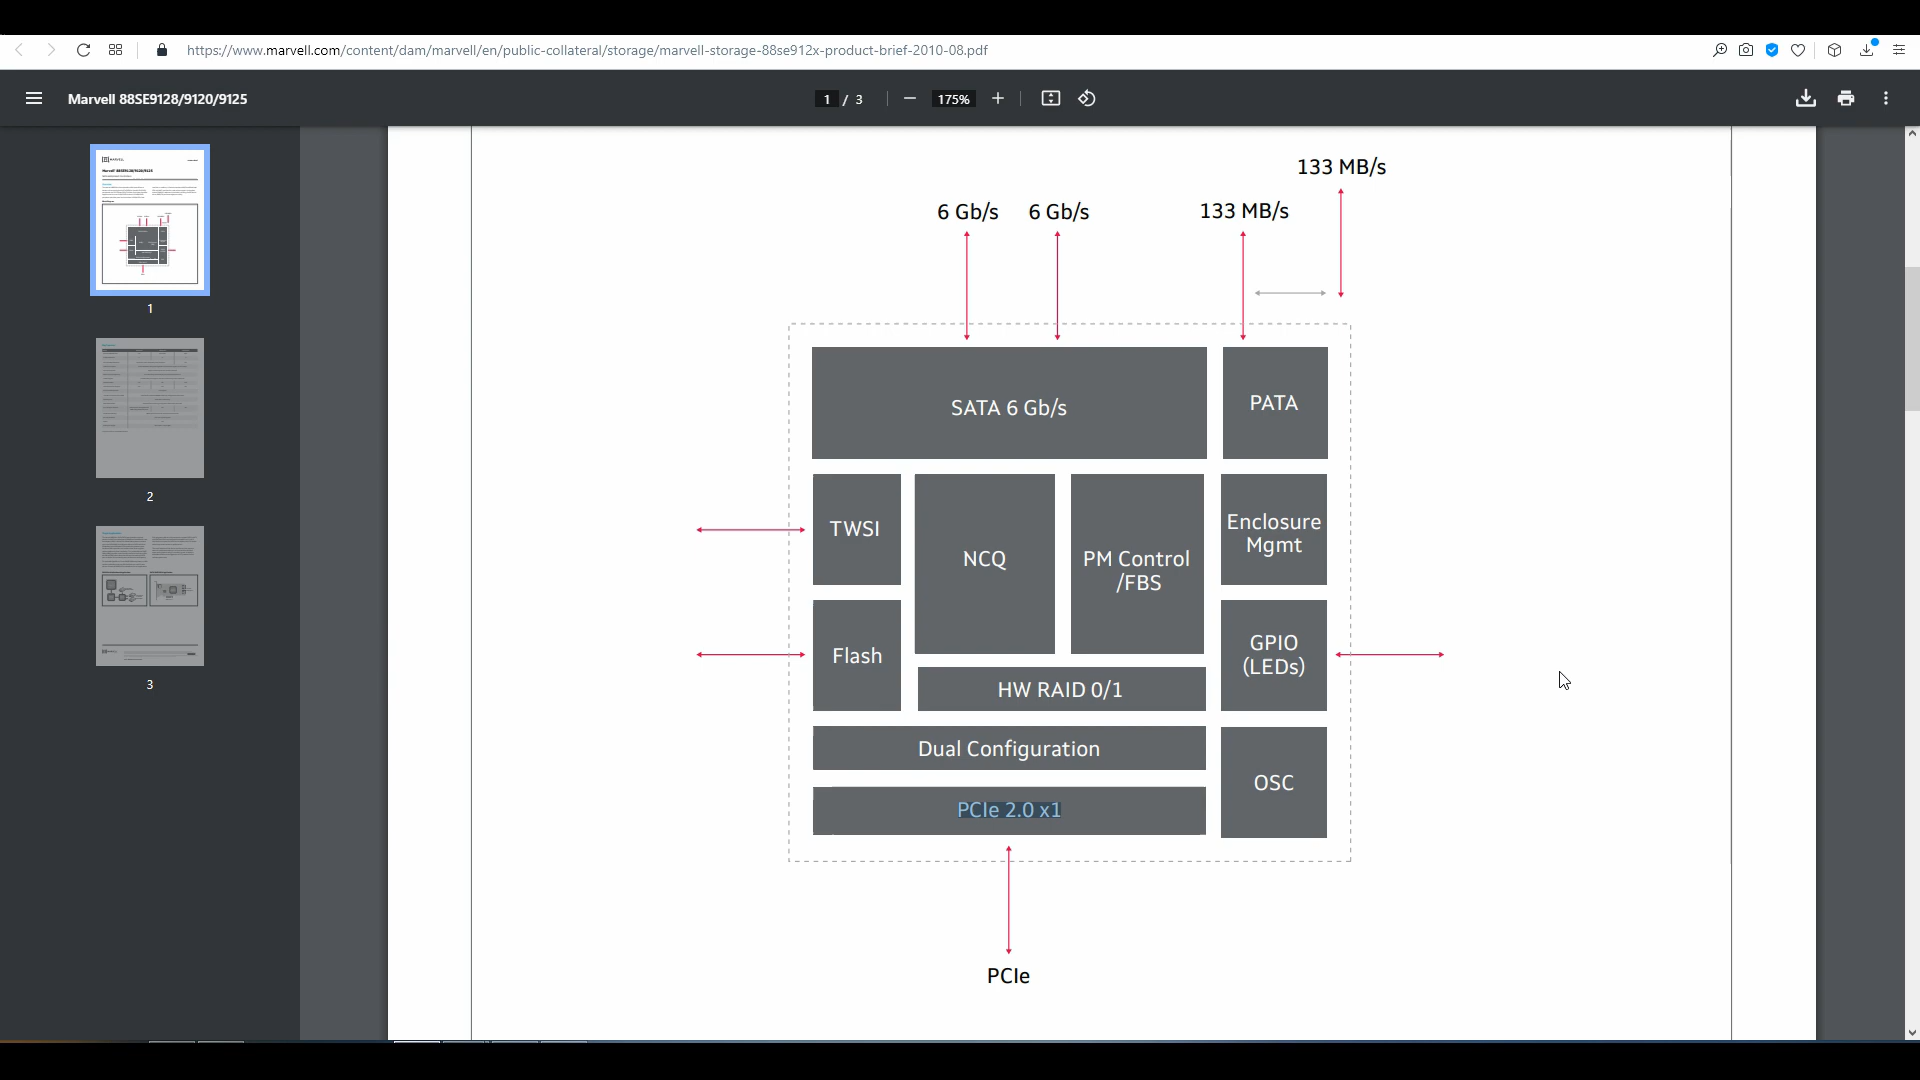 https://www.marvell.com/content/dam/marvell/en/public-collateral/storage/marvell-storage-88se912x-product-brief-2010-08.pdf
Marvell 88SE9128/9120/9125
1 / 3
175%
1
2
3
133 MB/s
6 Gb/s 6 Gb/s 133 MB/s
SATA 6 Gb/s
PATA
TWSI
NCQ
PM Control
/FBS
Enclosure
Mgmt
Flash
GPIO
(LEDs)
HW RAID 0/1
Dual Configuration
OSC
PCIe 2.0 x1
PCIe